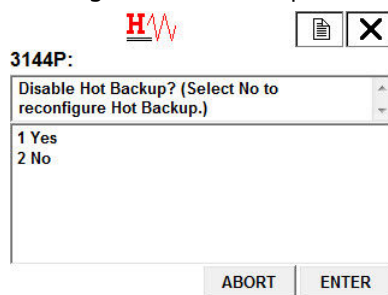 H
3144P:
Disable Hot Backup? (Select No to
reconfigure Hot Backup.)
1 Yes
2 No
ABORT ENTER